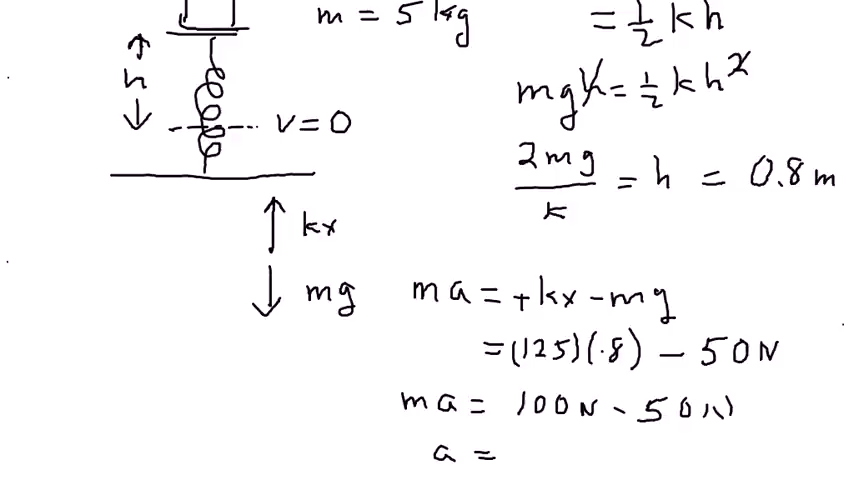 m = 5 kg
= ½ k h
h
mgh = ½ k h²
v = 0
2mg/k = h = 0.8 m
kx
mg
ma = +kx - mg
= (125)(.8) - 50N
ma = 100N - 50N
a =